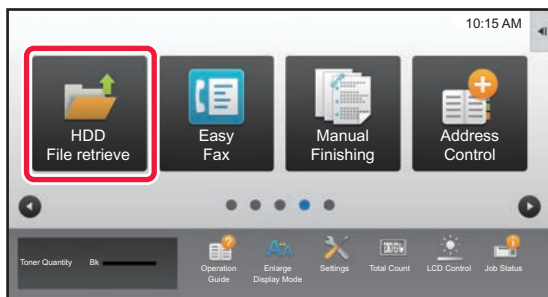 10:15 AM
HDD
File retrieve
Easy
Fax
Manual
Finishing
Address
Control
Toner Quantity
Bk
Operation
Guide
Enlarge
Display Mode
Settings
Total Count
LCD Control
Job Status